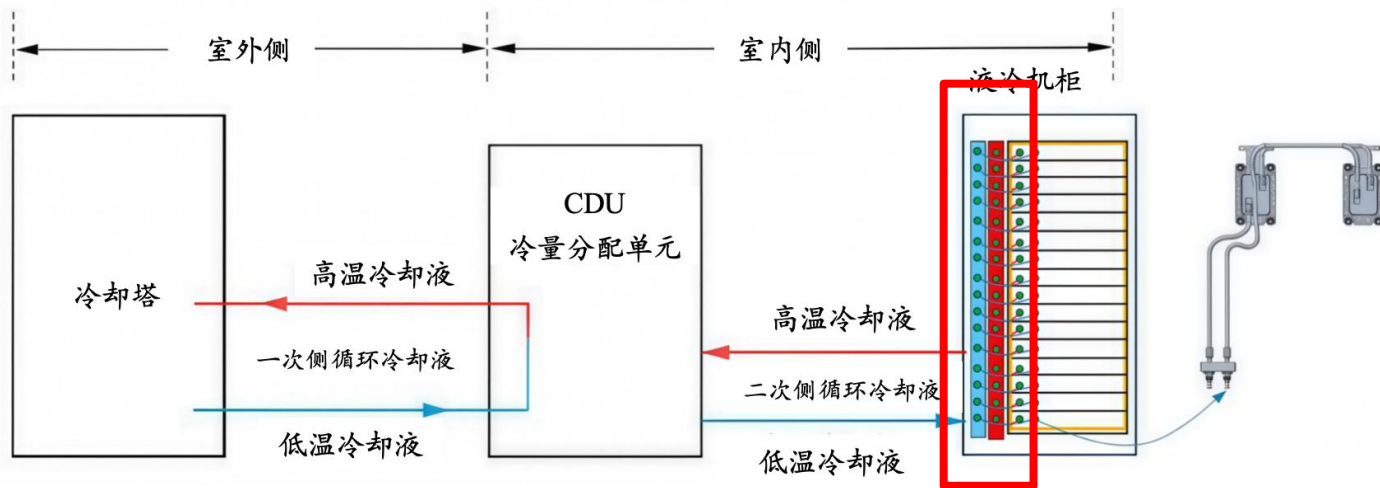 室外侧
室内侧
液冷机柜
CDU
冷量分配单元
冷却塔
高温冷却液
一次侧循环冷却液
低温冷却液
高温冷却液
二次侧循环冷却液
低温冷却液